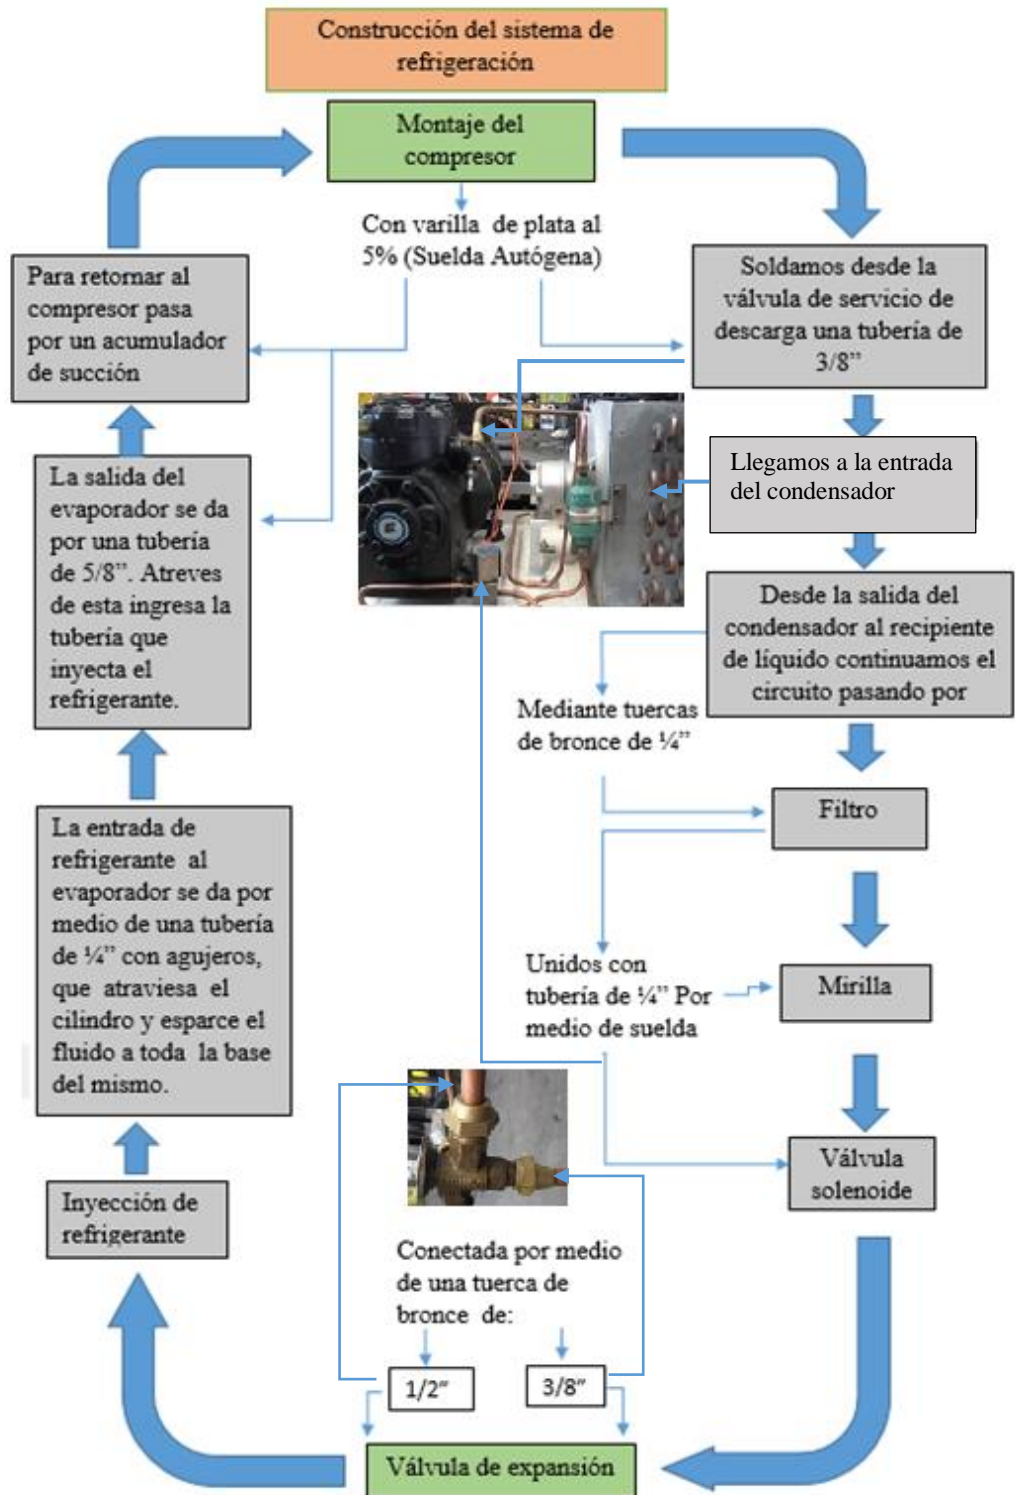 Construcción del sistema de
refrigeración
Montaje del
compresor
Con varilla de plata al
5% (Suelda Autógena)
Soldamos desde la
válvula de servicio de
descarga una tubería de
3/8”
Llegamos a la entrada
del condensador
Desde la salida del
condensador al recipiente
de líquido continuamos el
circuito pasando por
Mediante tuercas
de bronce de ¼”
Filtro
Unidos con
tubería de ¼” Por
medio de suelda
Mirilla
Válvula
solenoide
Conectada por medio
de una tuerca de
bronce de:
1/2”
3/8”
Válvula de expansión
Inyección de
refrigerante
La entrada de
refrigerante al
evaporador se da por
medio de una tubería
de ¼” con agujeros,
que atraviesa el
cilindro y esparce el
fluido a toda la base
del mismo.
La salida del
evaporador se da
por una tubería
de 5/8”. Atreves
de esta ingresa la
tubería que
inyecta el
refrigerante.
Para retornar al
compresor pasa
por un acumulador
de succión